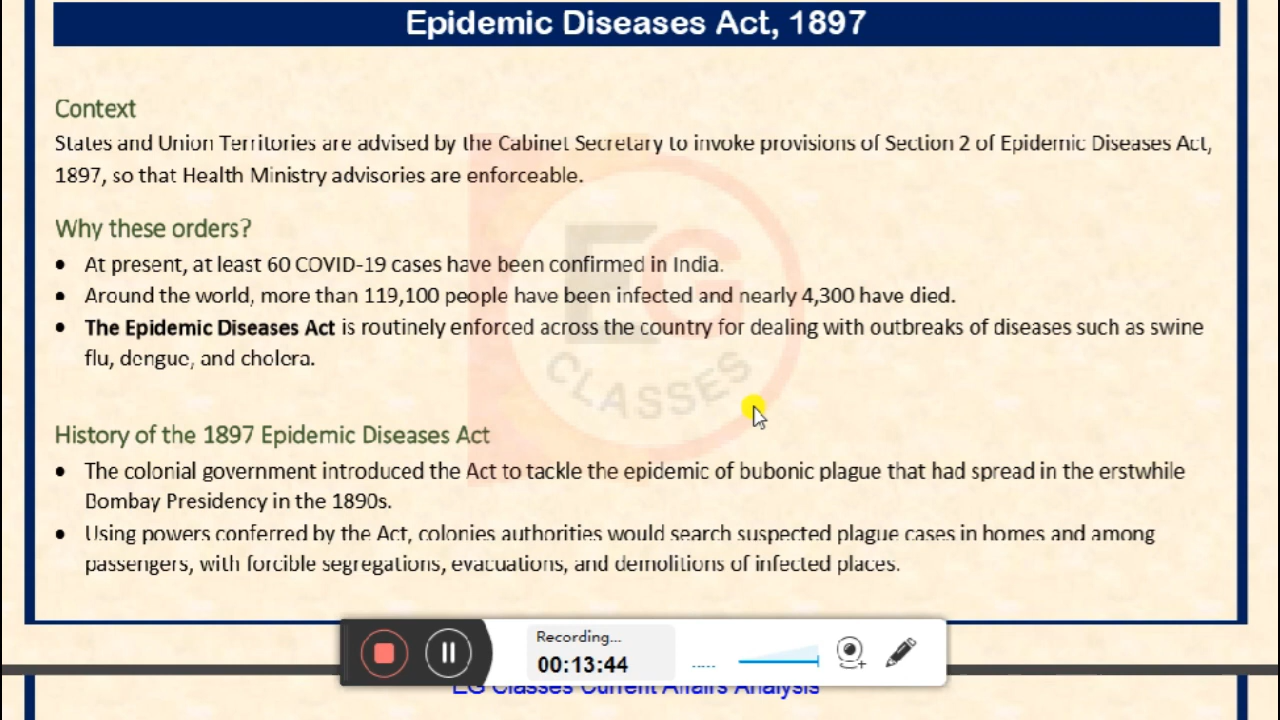 Epidemic Diseases Act, 1897
Context
States and Union Territories are advised by the Cabinet Secretary to invoke provisions of Section 2 of Epidemic Diseases Act,
1897, so that Health Ministry advisories are enforceable.
Why these orders?
• At present, at least 60 COVID-19 cases have been confirmed in India.
• Around the world, more than 119,100 people have been infected and nearly 4,300 have died.
• The Epidemic Diseases Act is routinely enforced across the country for dealing with outbreaks of diseases such as swine
flu, dengue, and cholera.
EG
CLASSES
History of the 1897 Epidemic Diseases Act
• The colonial government introduced the Act to tackle the epidemic of bubonic plague that had spread in the erstwhile
Bombay Presidency in the 1890s.
• Using powers conferred by the Act, colonies authorities would search suspected plague cases in homes and among
passengers, with forcible segregations, evacuations, and demolitions of infected places.
Recording...
00:13:44
EG Classes Current Affairs Analysis